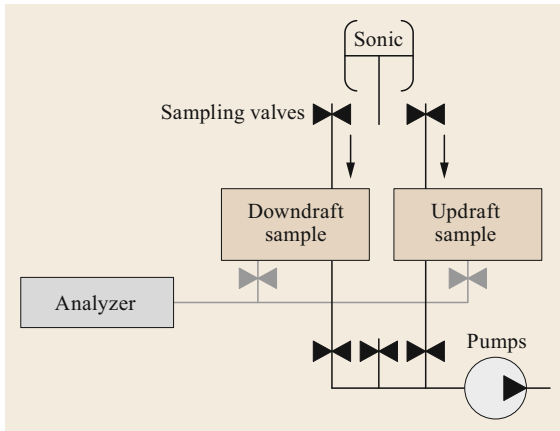 Sonic
Sampling valves
Downdraft
sample
Updraft
sample
Analyzer
Pumps